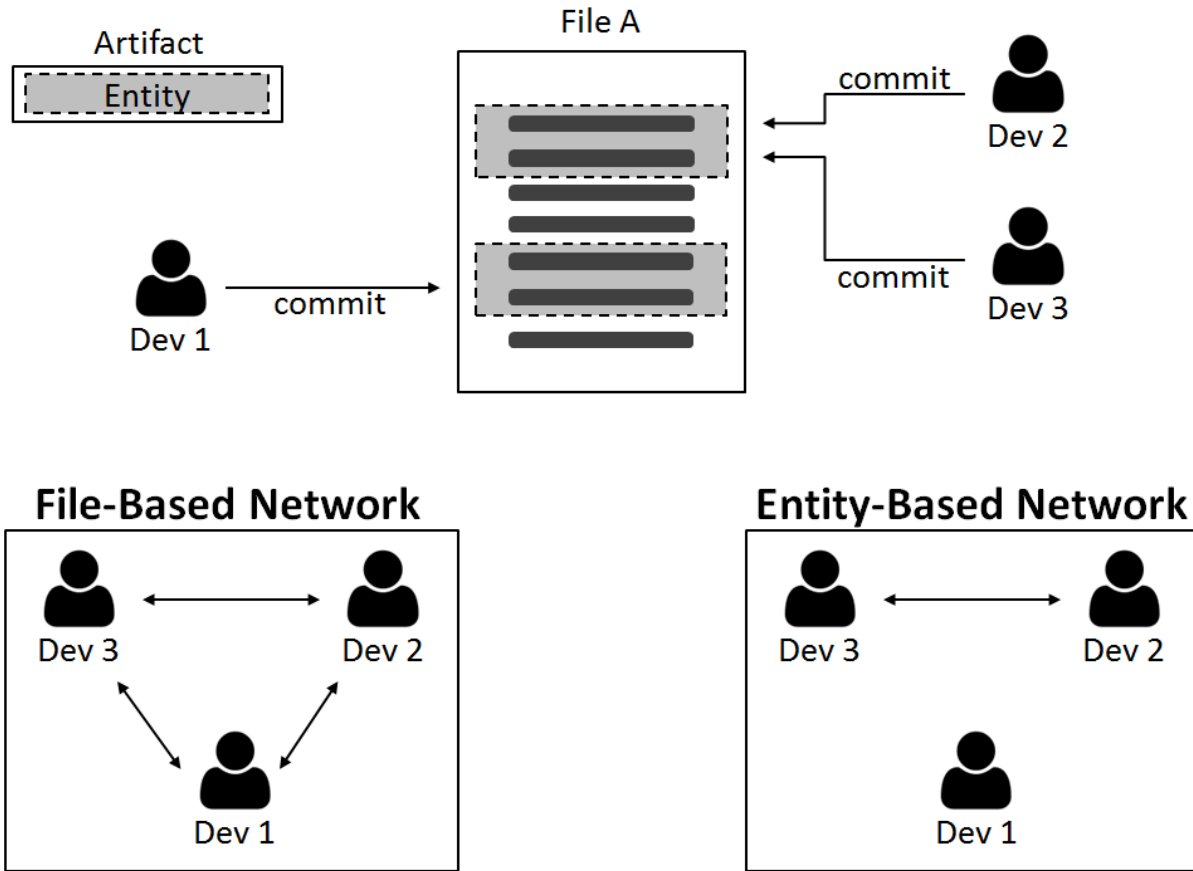 Artifact
Entity
File A
commit
Dev 2
commit
Dev 3
commit
Dev 1
File-Based Network
Dev 3
Dev 2
Dev 1
Entity-Based Network
Dev 3
Dev 2
Dev 1